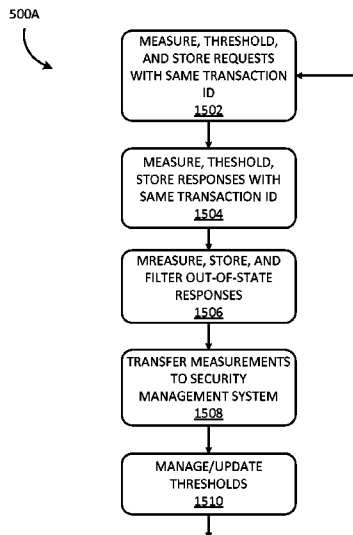 500A
MEASURE, THRESHOLD,
AND STORE REQUESTS
WITH SAME TRANSACTION
ID
1502
MEASURE, THESHOLD,
STORE RESPONSES WITH
SAME TRANSACTION ID
1504
MREASURE, STORE, AND
FILTER OUT-OF-STATE
RESPONSES
1506
TRANSFER MEASUREMENTS
TO SECURITY
MANAGEMENT SYSTEM
1508
MANAGE/UPDATE
THRESHOLDS
1510